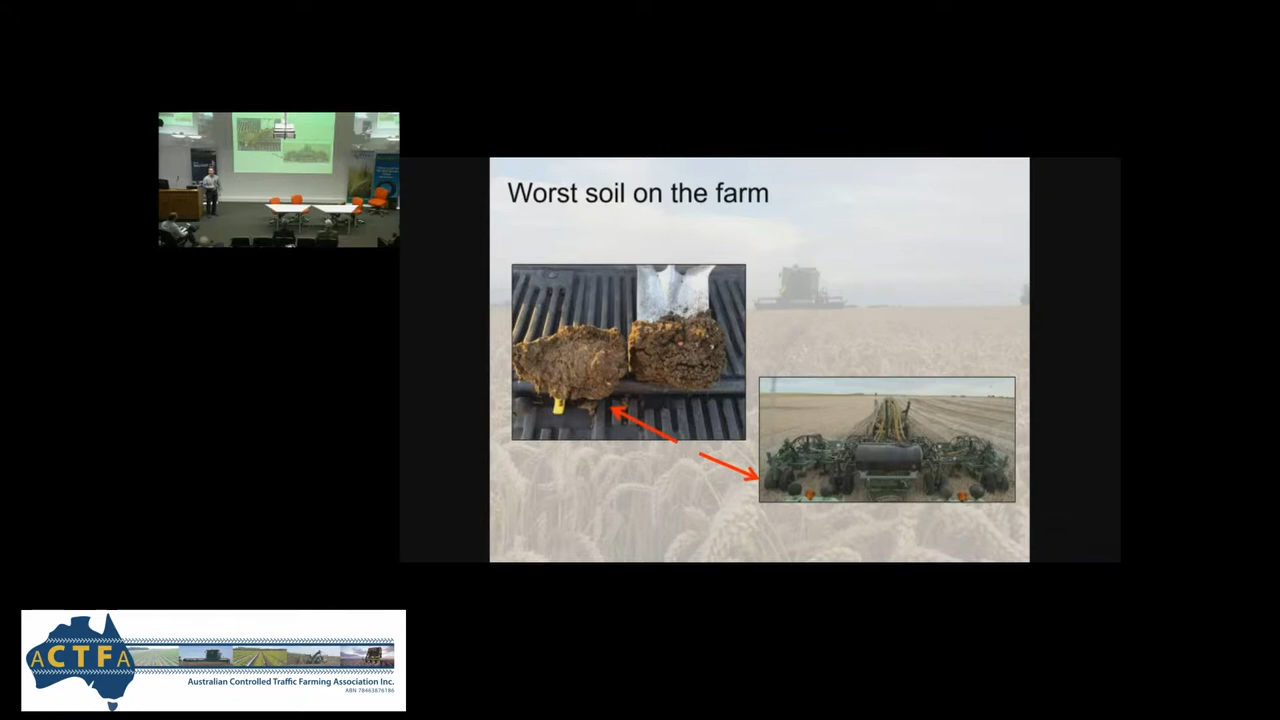 Worst soil on the farm
ACTFA
Australian Controlled Traffic Farming Association Inc.
ABN 78463876186